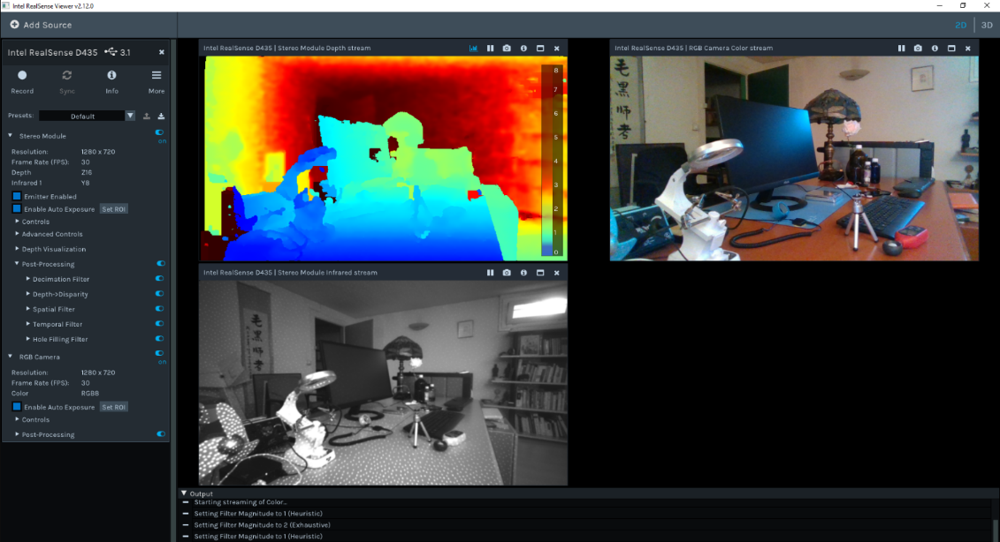 Intel RealSense Viewer v2.12.0
Add Source
2D | 3D
Intel RealSense D435 3.1
Record Sync Info More
Presets: Default
Stereo Module
on
Resolution: 1280 x 720
Frame Rate (FPS): 30
Depth Z16
Infrared 1 Y8
Emitter Enabled
Enable Auto Exposure Set ROI
Controls
Advanced Controls
Depth Visualization
Post-Processing
Decimation Filter
Depth->Disparity
Spatial Filter
Temporal Filter
Hole Filling Filter
RGB Camera
on
Resolution: 1280 x 720
Frame Rate (FPS): 30
Color RGB8
Enable Auto Exposure Set ROI
Controls
Post-Processing
Intel RealSense D435 | Stereo Module Depth stream
8
7
6
5
4
3
2
1
0
Intel RealSense D435 | RGB Camera Color stream
毛
黑
師
考
Intel RealSense D435 | Stereo Module Infrared stream
Output
Starting streaming of Color...
Setting Filter Magnitude to 1 (Heuristic)
Setting Filter Magnitude to 2 (Exhaustive)
Setting Filter Magnitude to 1 (Heuristic)